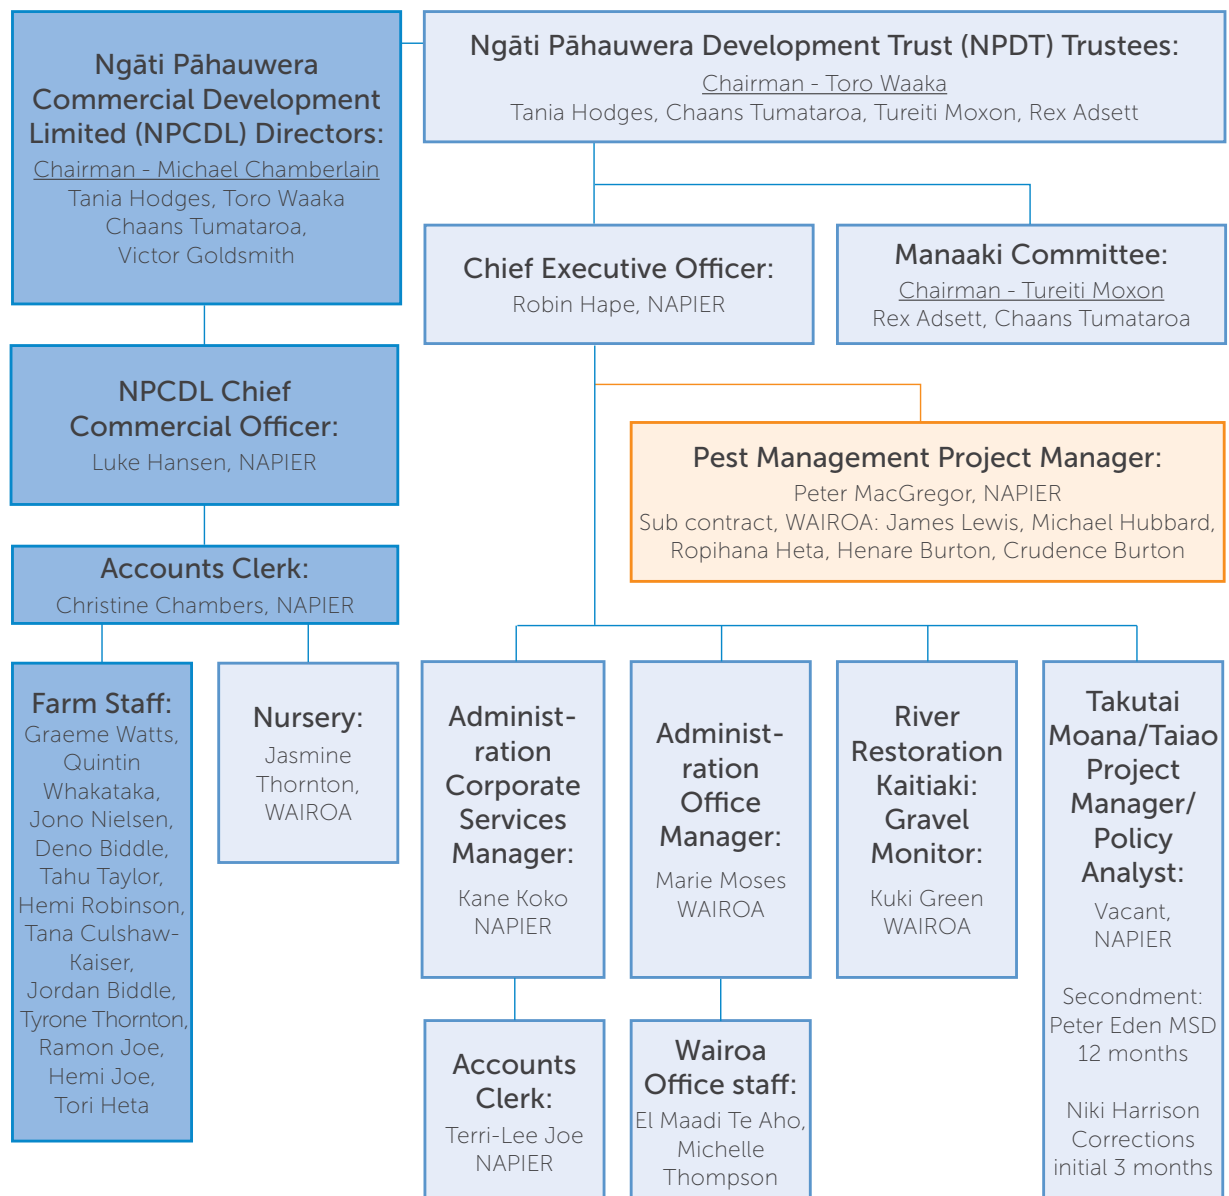 Ngāti Pāhauwera
Commercial Development
Limited (NPCDL) Directors:
Chairman - Michael Chamberlain
Tania Hodges, Toro Waaka
Chaans Tumataroa,
Victor Goldsmith
Ngāti Pāhauwera Development Trust (NPDT) Trustees:
Chairman - Toro Waaka
Tania Hodges, Chaans Tumataroa, Tureiti Moxon, Rex Adsett
Chief Executive Officer:
Robin Hape, NAPIER
Manaaki Committee:
Chairman - Tureiti Moxon
Rex Adsett, Chaans Tumataroa
NPCDL Chief
Commercial Officer:
Luke Hansen, NAPIER
Pest Management Project Manager:
Peter MacGregor, NAPIER
Sub contract, WAIROA: James Lewis, Michael Hubbard,
Ropihana Heta, Henare Burton, Crudence Burton
Accounts Clerk:
Christine Chambers, NAPIER
Farm Staff:
Graeme Watts,
Quintin
Whakataka,
Jono Nielsen,
Deno Biddle,
Tahu Taylor,
Hemi Robinson,
Tana Culshaw-
Kaiser,
Jordan Biddle,
Tyrone Thornton,
Ramon Joe,
Hemi Joe,
Tori Heta
Nursery:
Jasmine
Thornton,
WAIROA
Administ-
ration
Corporate
Services
Manager:
Kane Koko
NAPIER
Administ-
ration
Office
Manager:
Marie Moses
WAIROA
River
Restoration
Kaitiaki:
Gravel
Monitor:
Kuki Green
WAIROA
Takutai
Moana/Taiao
Project
Manager/
Policy
Analyst:
Vacant,
NAPIER
Secondment:
Peter Eden MSD
12 months
Niki Harrison
Corrections
initial 3 months
Accounts
Clerk:
Terri-Lee Joe
NAPIER
Wairoa
Office staff:
El Maadi Te Aho,
Michelle
Thompson